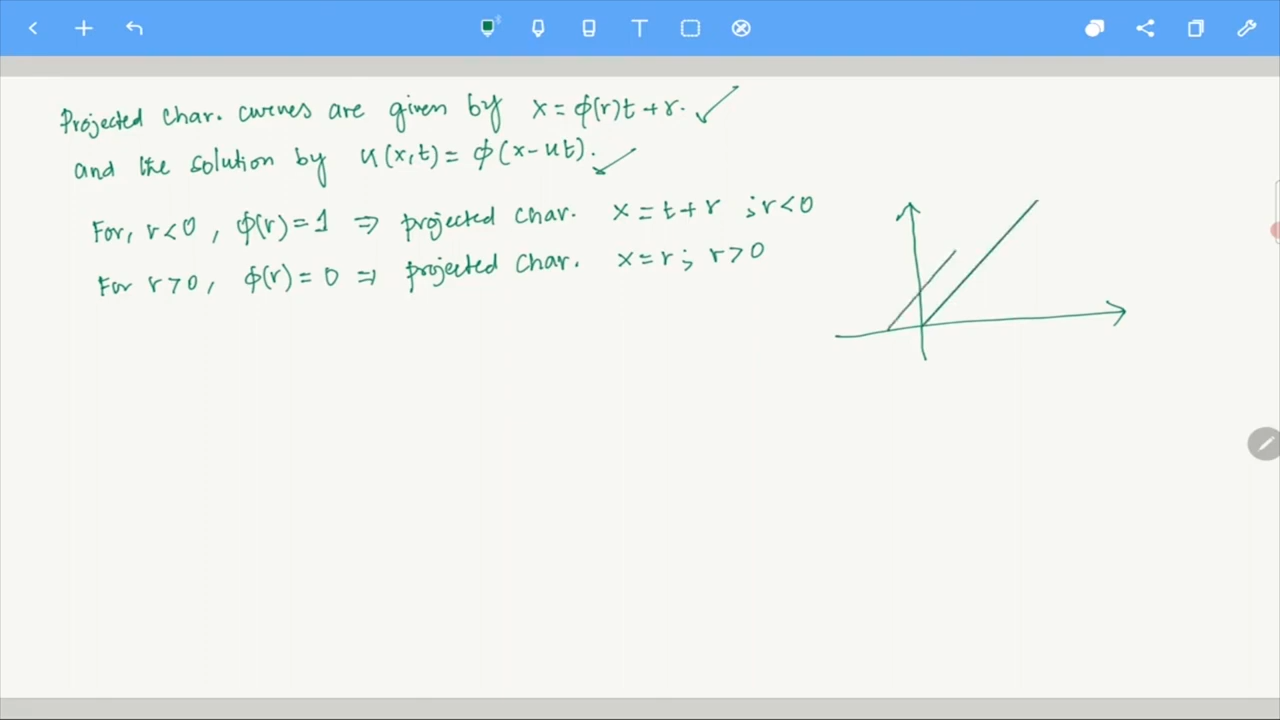 Projected Char. curves are given by x = ϕ(r)t + r.
and the solution by u(x,t) = ϕ(x-ut).
For, r<0, ϕ(r)=1 ⇒ projected char. x = t+r ; r<0
For r>0, ϕ(r)=0 ⇒ projected char. x=r; r>0